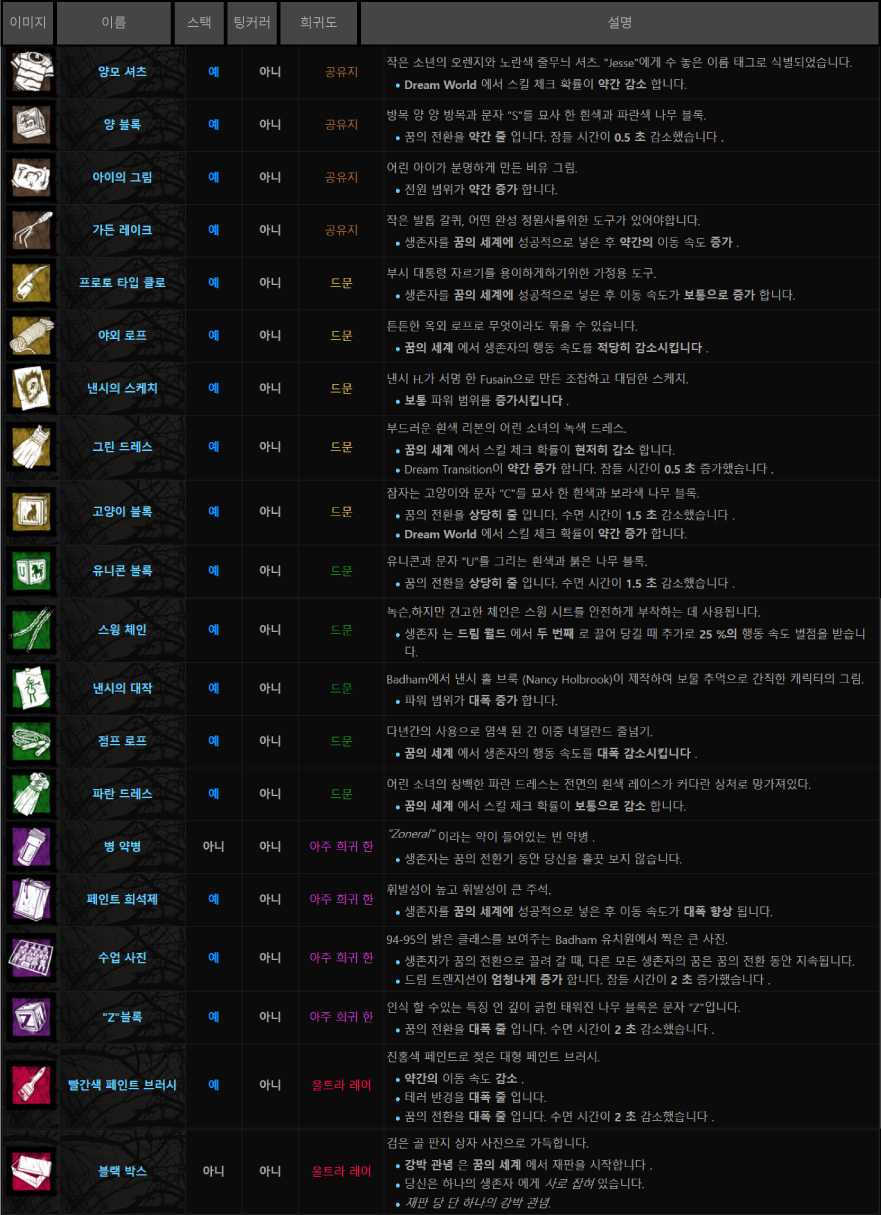 이미지 이름 스택 팅커러 희귀도 설명
양모 셔츠 예 아니 공유지 작은 소년의 오렌지와 노란색 줄무늬 셔츠. "Jesse"에게 수 놓은 이름 태그로 식별되었습니다.
• Dream World 에서 스킬 체크 확률이 약간 감소 합니다.
양 블록 예 아니 공유지 방목 양 양 방목과 문자 "S"를 묘사 한 흰색과 파란색 나무 블록.
• 꿈의 전환을 약간 줄 입니다. 잠들 시간이 0.5 초 감소했습니다 .
아이의 그림 예 아니 공유지 어린 아이가 분명하게 만든 비유 그림.
• 전원 범위가 약간 증가 합니다.
가든 레이크 예 아니 공유지 작은 발톱 갈퀴, 어떤 완성 정원사를위한 도구가 있어야합니다.
• 생존자를 꿈의 세계에 성공적으로 넣은 후 약간의 이동 속도 증가 .
프로토 타입 클로 예 아니 드문 부시 대통령 자르기를 용이하게하기위한 가정용 도구.
• 생존자를 꿈의 세계에 성공적으로 넣은 후 이동 속도가 보통으로 증가 합니다.
야외 로프 예 아니 드문 튼튼한 옥외 로프로 무엇이라도 묶을 수 있습니다.
• 꿈의 세계 에서 생존자의 행동 속도를 적당히 감소시킵니다 .
낸시의 스케치 예 아니 드문 낸시 H.가 서명 한 Fusain으로 만든 조잡하고 대담한 스케치.
• 보통 파워 범위를 증가시킵니다 .
그린 드레스 예 아니 드문 부드러운 흰색 리본의 어린 소녀의 녹색 드레스.
• 꿈의 세계 에서 스킬 체크 확률이 현저히 감소 합니다.
• Dream Transition이 약간 증가 합니다. 잠들 시간이 0.5 초 증가했습니다 .
고양이 블록 예 아니 드문 잠자는 고양이와 문자 "C"를 묘사 한 흰색과 보라색 나무 블록.
• 꿈의 전환을 상당히 줄 입니다. 수면 시간이 1.5 초 감소했습니다 .
• Dream World 에서 스킬 체크 확률이 약간 증가 합니다.
유니콘 블록 예 아니 드문 유니콘과 문자 "U"를 그리는 흰색과 붉은 나무 블록.
• 꿈의 전환을 상당히 줄 입니다. 수면 시간이 1.5 초 감소했습니다 .
스윙 체인 예 아니 드문 녹슨,하지만 견고한 체인은 스윙 시트를 안전하게 부착하는 데 사용됩니다.
• 생존자 는 드림 월드 에서 두 번째 로 끌어 당길 때 추가로 25 %의 행동 속도 벌점을 받습니
다.
낸시의 대작 예 아니 드문 Badham에서 낸시 홀 브룩 (Nancy Holbrook)이 제작하여 보물 추억으로 간직한 캐릭터의 그림.
• 파워 범위가 대폭 증가 합니다.
점프 로프 예 아니 드문 다년간의 사용으로 염색 된 긴 이중 네덜란드 줄넘기.
• 꿈의 세계 에서 생존자의 행동 속도를 대폭 감소시킵니다 .
파란 드레스 예 아니 드문 어린 소녀의 창백한 파란 드레스는 전면의 흰색 레이스가 커다란 상처로 망가져있다.
• 꿈의 세계 에서 스킬 체크 확률이 보통으로 감소 합니다.
병 약병 아니 아니 아주 희귀 한 "Zoneral" 이라는 약이 들어있는 빈 약병 .
• 생존자는 꿈의 전환기 동안 당신을 흘끗 보지 않습니다.
페인트 희석제 예 아니 아주 희귀 한 휘발성이 높고 휘발성이 큰 주석.
• 생존자를 꿈의 세계에 성공적으로 넣은 후 이동 속도가 대폭 향상 됩니다.
수업 사진 예 아니 아주 희귀 한 94-95의 밝은 클래스를 보여주는 Badham 유치원에서 찍은 큰 사진.
• 생존자가 꿈의 전환으로 끌려 갈 때, 다른 모든 생존자의 꿈은 꿈의 전환 동안 지속됩니다.
• 드림 트랜지션이 엄청나게 증가 합니다. 잠들 시간이 2 초 증가했습니다 .
"Z"블록 예 아니 아주 희귀 한 인식 할 수있는 특징 인 깊이 긁힌 태워진 나무 블록은 문자 "Z"입니다.
• 꿈의 전환을 대폭 줄 입니다. 수면 시간이 2 초 감소했습니다 .
빨간색 페인트 브러시 예 아니 울트라 레어 진홍색 페인트로 젖은 대형 페인트 브러시.
• 약간의 이동 속도 감소 .
• 테러 반경을 대폭 줄 입니다.
• 꿈의 전환을 대폭 줄 입니다. 수면 시간이 2 초 감소했습니다 .
블랙 박스 아니 아니 울트라 레어 검은 골 판지 상자 사진으로 가득합니다.
• 강박 관념 은 꿈의 세계 에서 재판을 시작합니다 .
• 당신은 하나의 생존자 에게 사로 잡혀 있습니다.
• 재판 당 단 하나의 강박 관념.